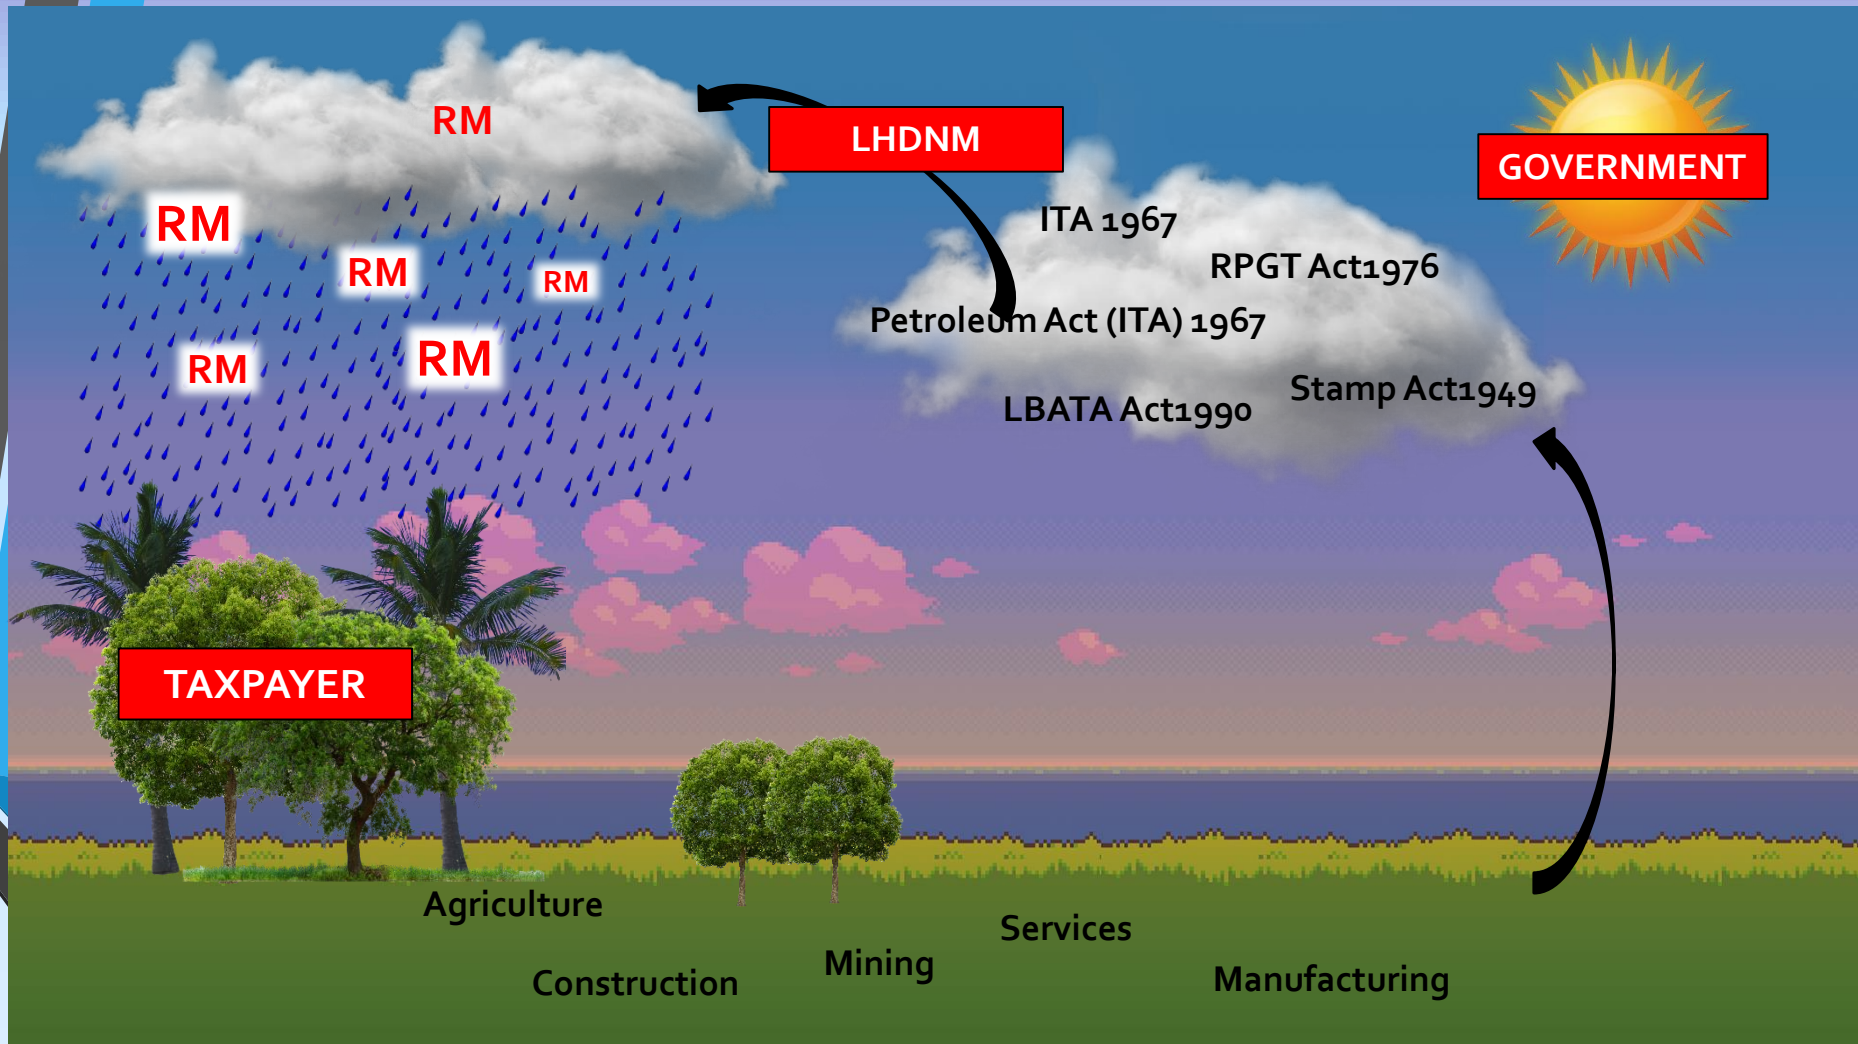 RM
LHDNM
GOVERNMENT
RM
RM
RM
RM
RM
ITA 1967
RPGT Act1976
Petroleum Act (ITA) 1967
LBATA Act1990
Stamp Act1949
TAXPAYER
Agriculture
Services
Mining
Construction
Manufacturing